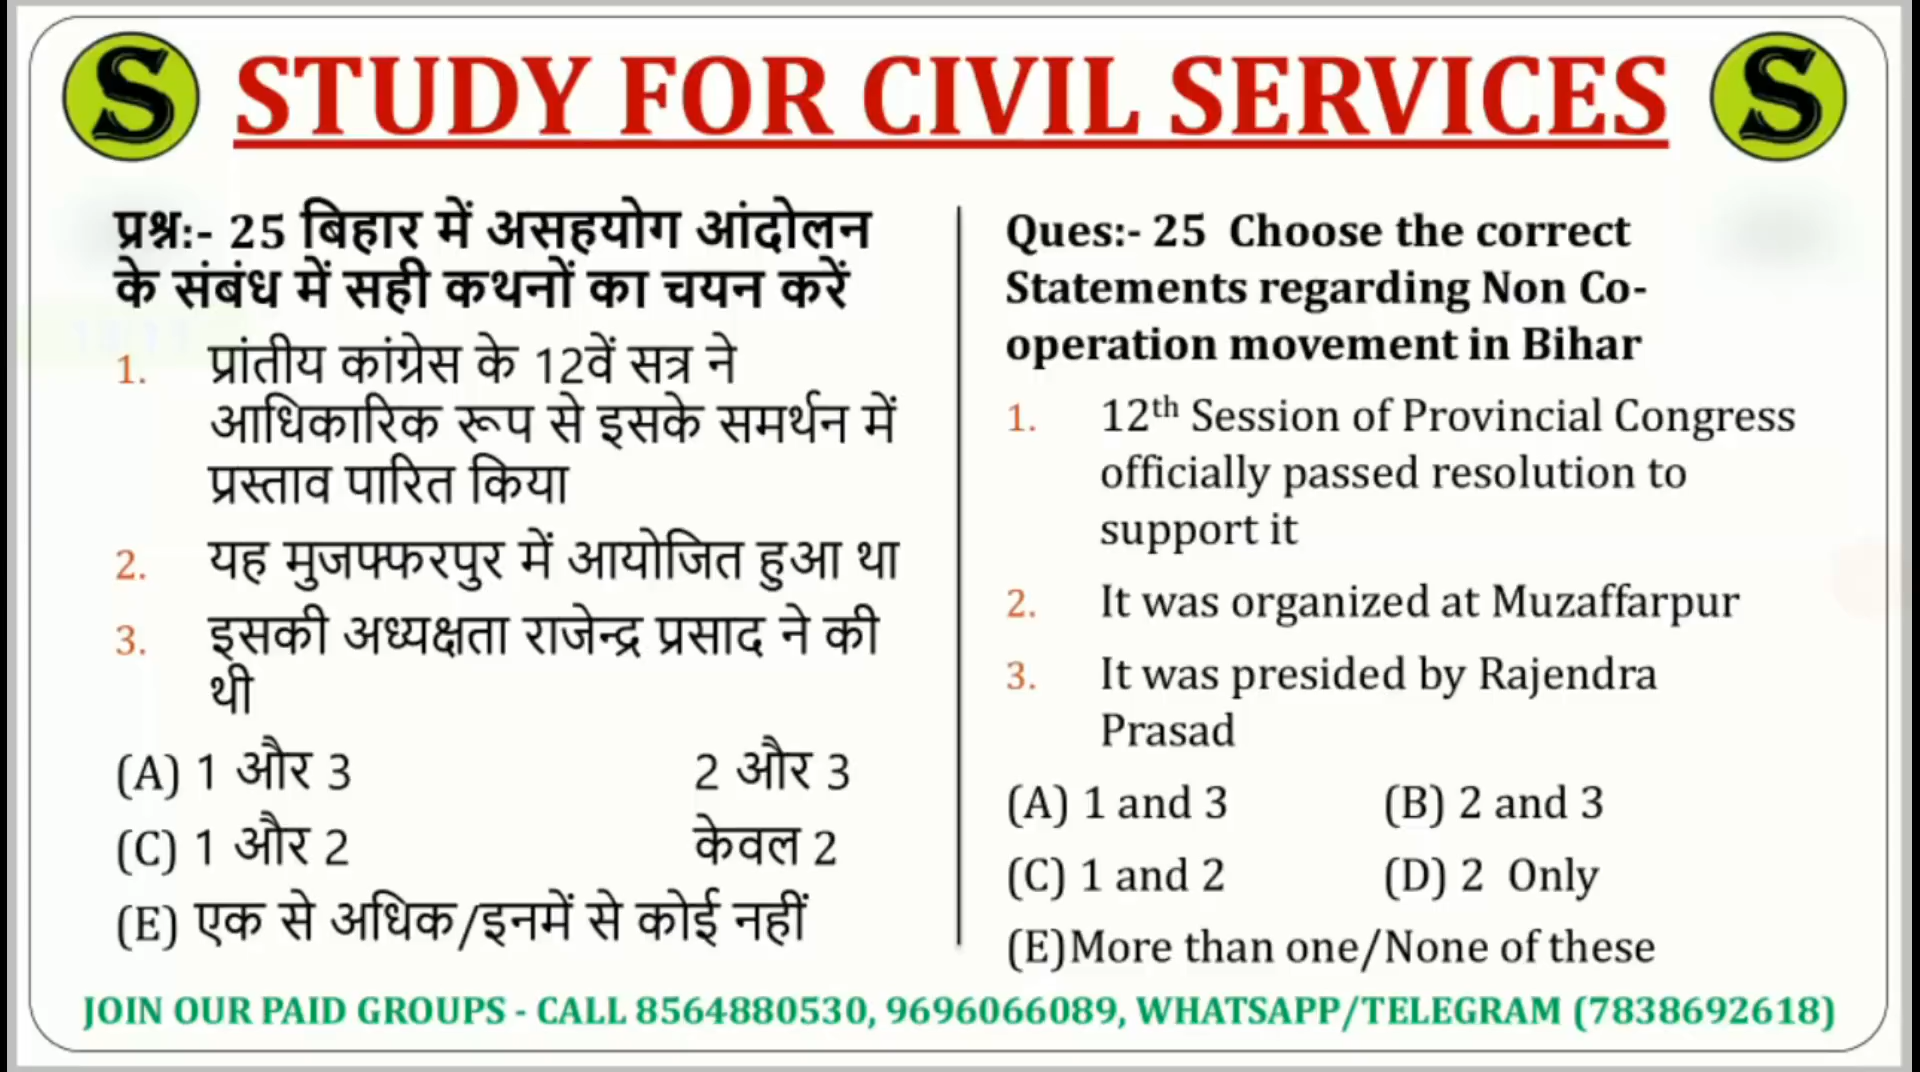 S STUDY FOR CIVIL SERVICES S
प्रश्न:- 25 बिहार में असहयोग आंदोलन
के संबंध में सही कथनों का चयन करें
1. प्रांतीय कांग्रेस के 12वें सत्र ने
आधिकारिक रूप से इसके समर्थन में
प्रस्ताव पारित किया
2. यह मुजफ्फरपुर में आयोजित हुआ था
3. इसकी अध्यक्षता राजेन्द्र प्रसाद ने की
थी
(A) 1 और 3 2 और 3
(C) 1 और 2 केवल 2
(E) एक से अधिक/इनमें से कोई नहीं
Ques:- 25 Choose the correct
Statements regarding Non Co-
operation movement in Bihar
1. 12th Session of Provincial Congress
officially passed resolution to
support it
2. It was organized at Muzaffarpur
3. It was presided by Rajendra
Prasad
(A) 1 and 3 (B) 2 and 3
(C) 1 and 2 (D) 2 Only
(E)More than one/None of these
JOIN OUR PAID GROUPS - CALL 8564880530, 9696066089, WHATSAPP/TELEGRAM (7838692618)